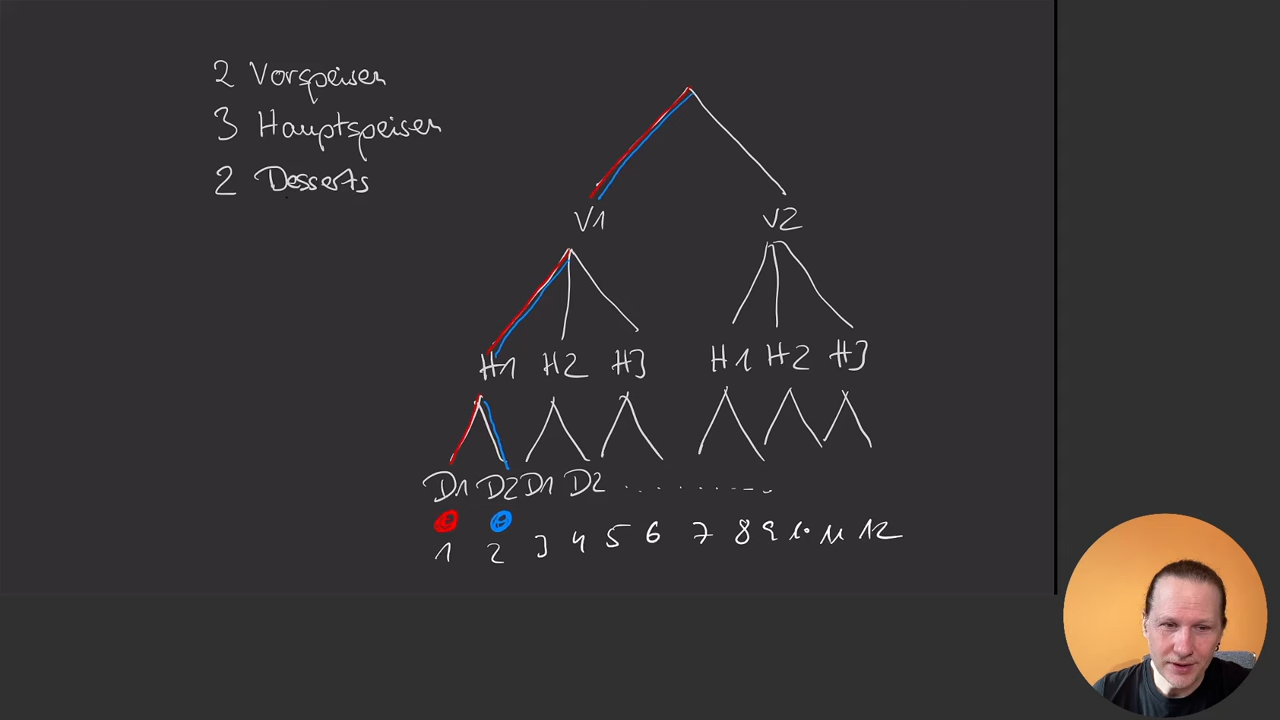 2 Vorspeisen
3 Hauptspeisen
2 Desserts
V1 V2
H1 H2 H3 H1 H2 H3
D1 D2 D1 D2 . . . . . . . . . .
1 2 3 4 5 6 7 8 9 10 11 12